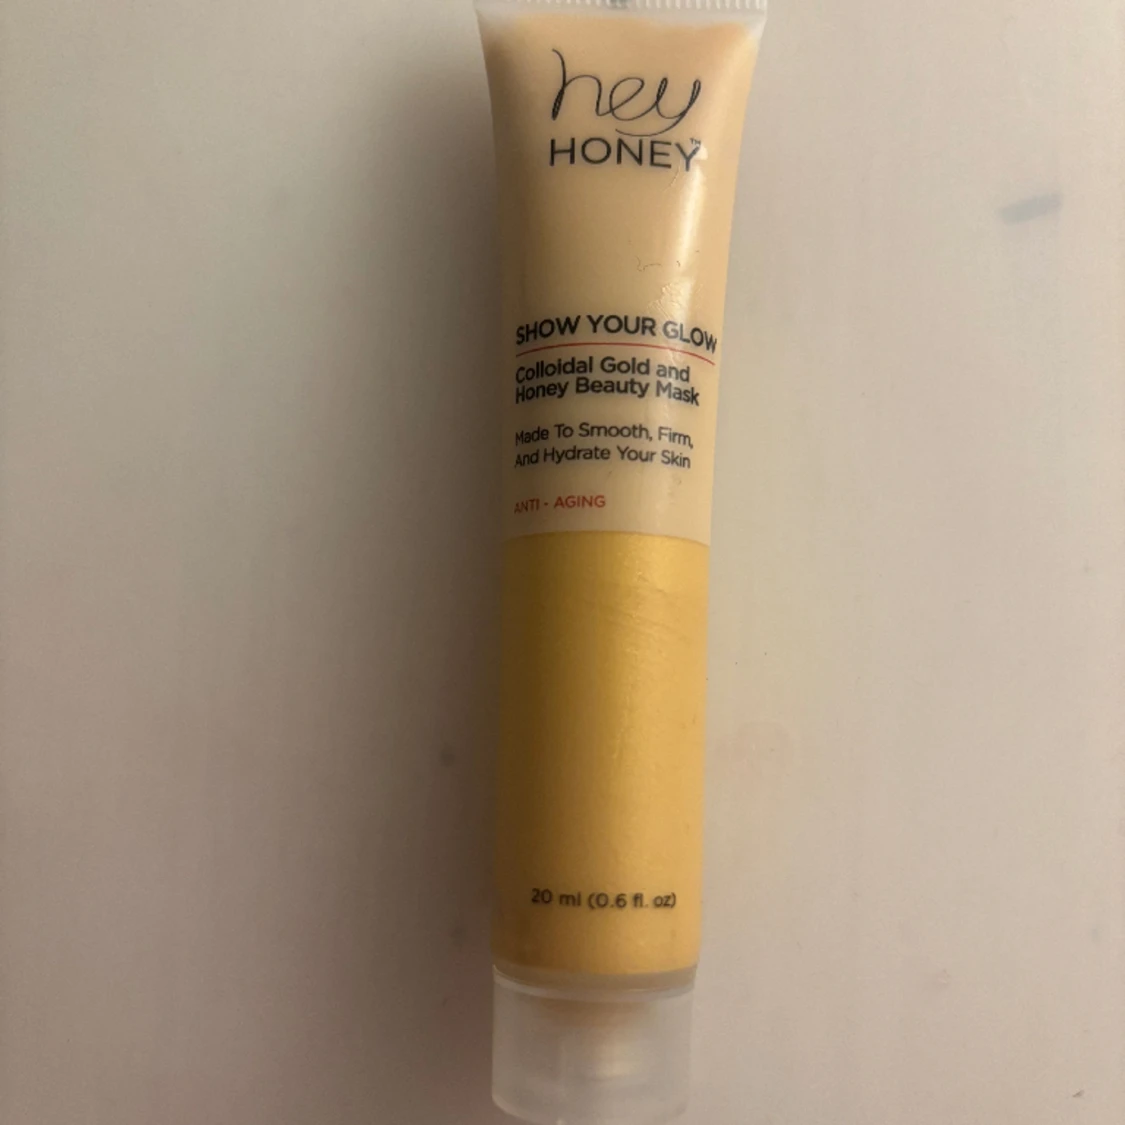 hey
HONEY™
SHOW YOUR GLOW
Colloidal Gold and
Honey Beauty Mask
Made To Smooth, Firm,
And Hydrate Your Skin
ANTI - AGING
20 ml (0.6 fl. oz)